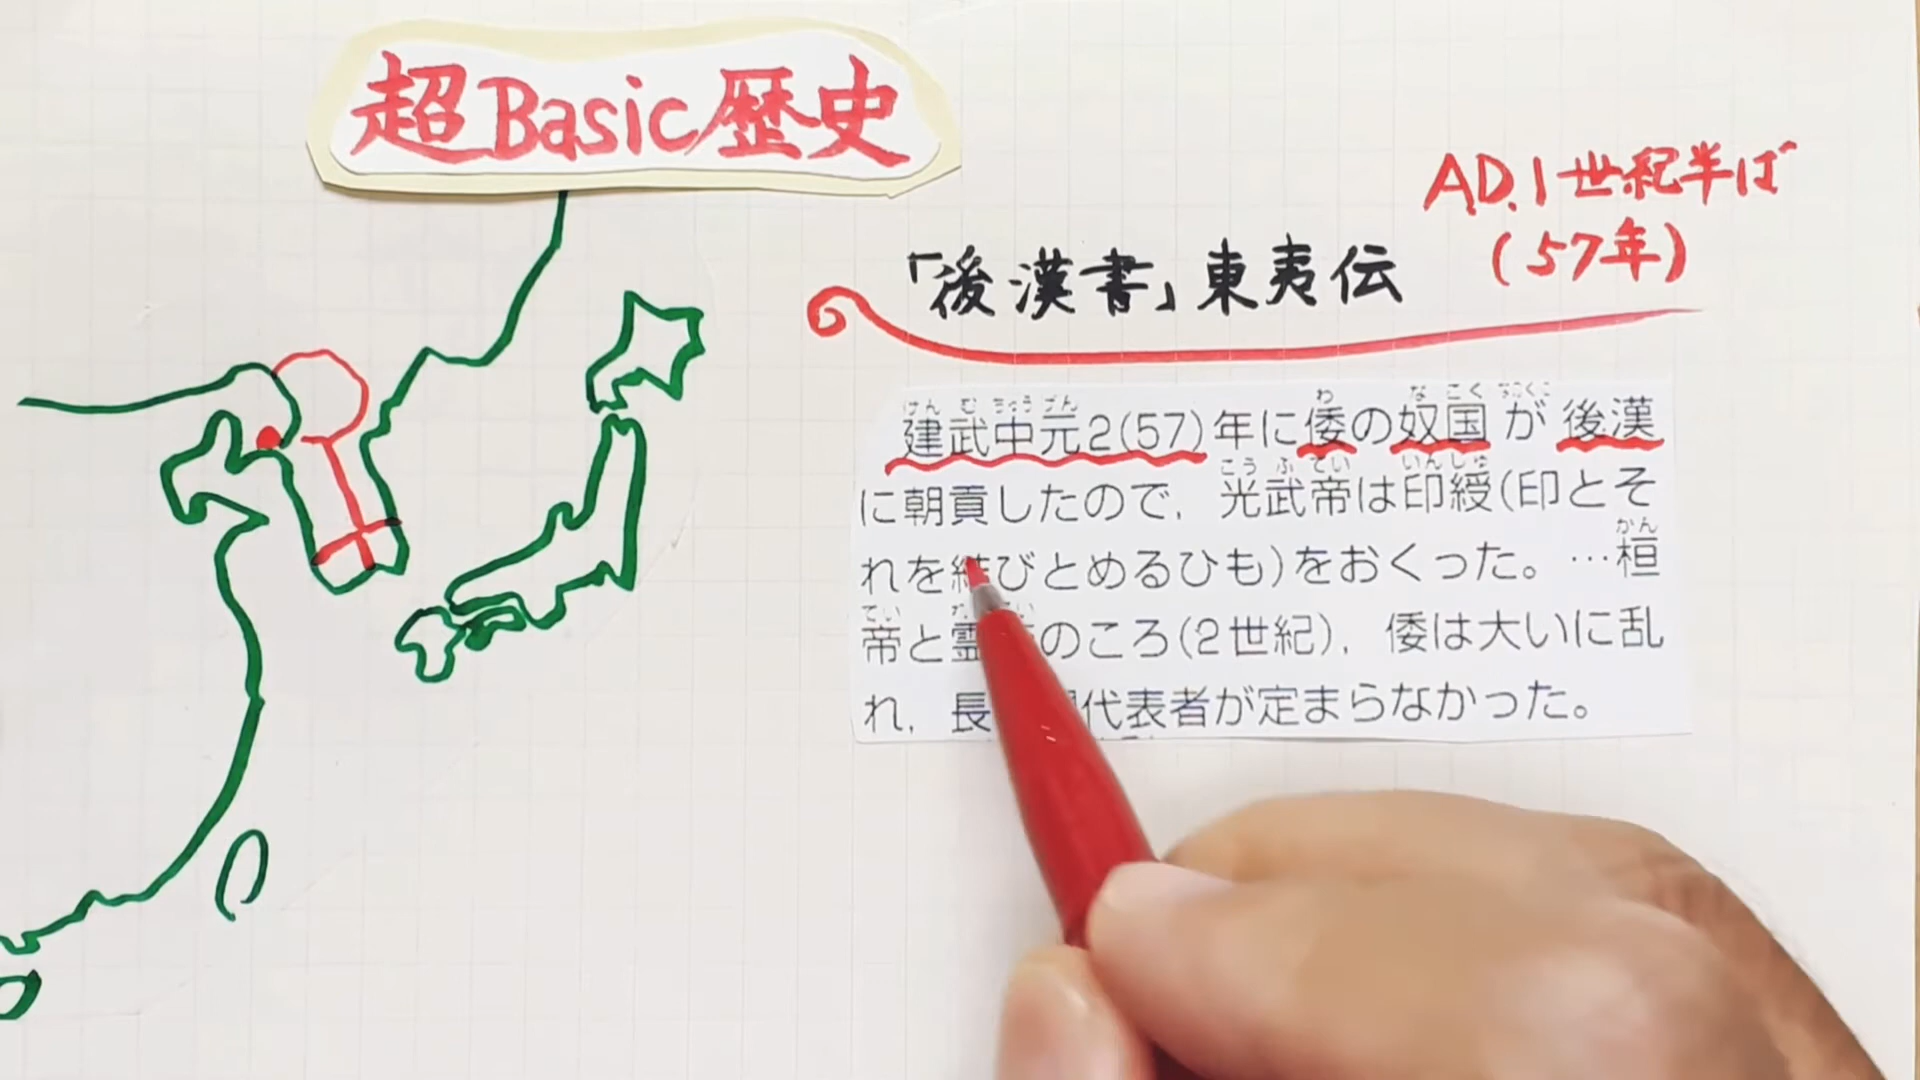 超Basic歴史
A.D.1世紀半ば
(57年)
「後漢書」東夷伝
建武中元2(57)年に倭の奴国が後漢
に朝貢したので，光武帝は印綬(印とそ
れを結びとめるひも)をおくった。…桓
帝と霊のころ(2世紀)，倭は大いに乱
れ，長代表者が定まらなかった。